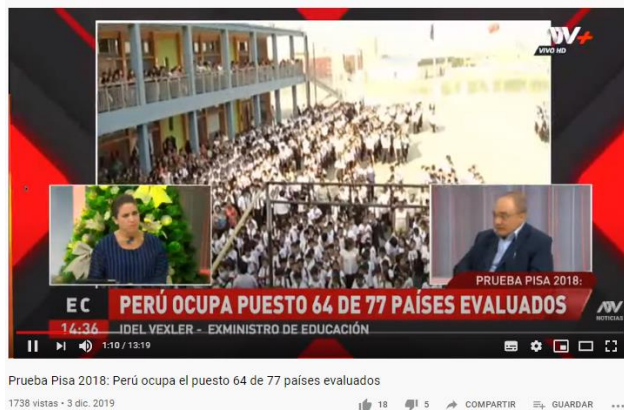 ATV+
VIVO HD
PRUEBA PISA 2018:
EC PERÚ OCUPA PUESTO 64 DE 77 PAÍSES EVALUADOS
14:36 IDEL VEXLER - EXMINISTRO DE EDUCACIÓN
ATV
NOTICIAS
1:10 / 13:19
Prueba Pisa 2018: Perú ocupa el puesto 64 de 77 países evaluados
1738 vistas • 3 dic. 2019
18 5 COMPARTIR GUARDAR